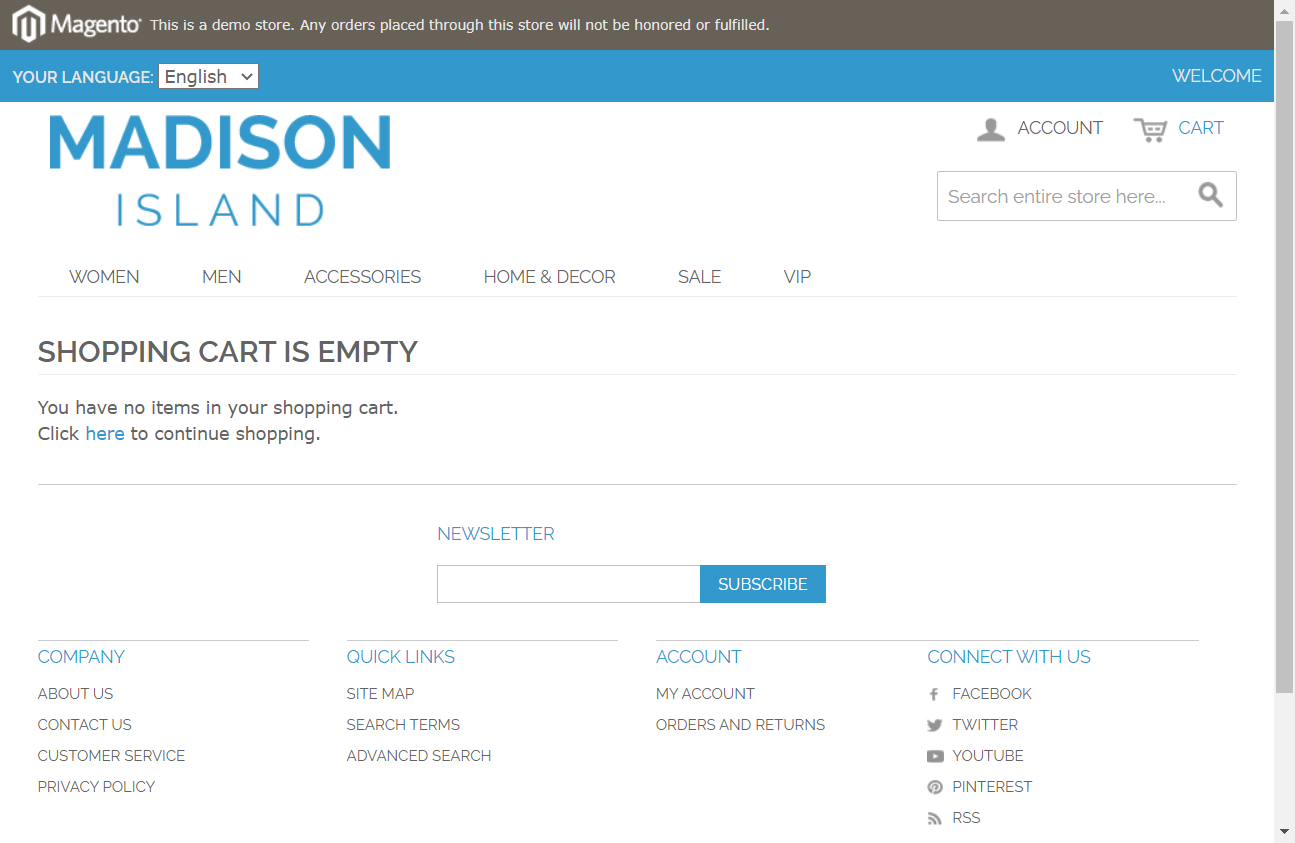 Magento This is a demo store. Any orders placed through this store will not be honored or fulfilled.
YOUR LANGUAGE: English WELCOME
MADISON
ISLAND
ACCOUNT CART
Search entire store here...
WOMEN MEN ACCESSORIES HOME & DECOR SALE VIP
SHOPPING CART IS EMPTY
You have no items in your shopping cart.
Click here to continue shopping.
NEWSLETTER
SUBSCRIBE
COMPANY
ABOUT US
CONTACT US
CUSTOMER SERVICE
PRIVACY POLICY
QUICK LINKS
SITE MAP
SEARCH TERMS
ADVANCED SEARCH
ACCOUNT
MY ACCOUNT
ORDERS AND RETURNS
CONNECT WITH US
FACEBOOK
TWITTER
YOUTUBE
PINTEREST
RSS